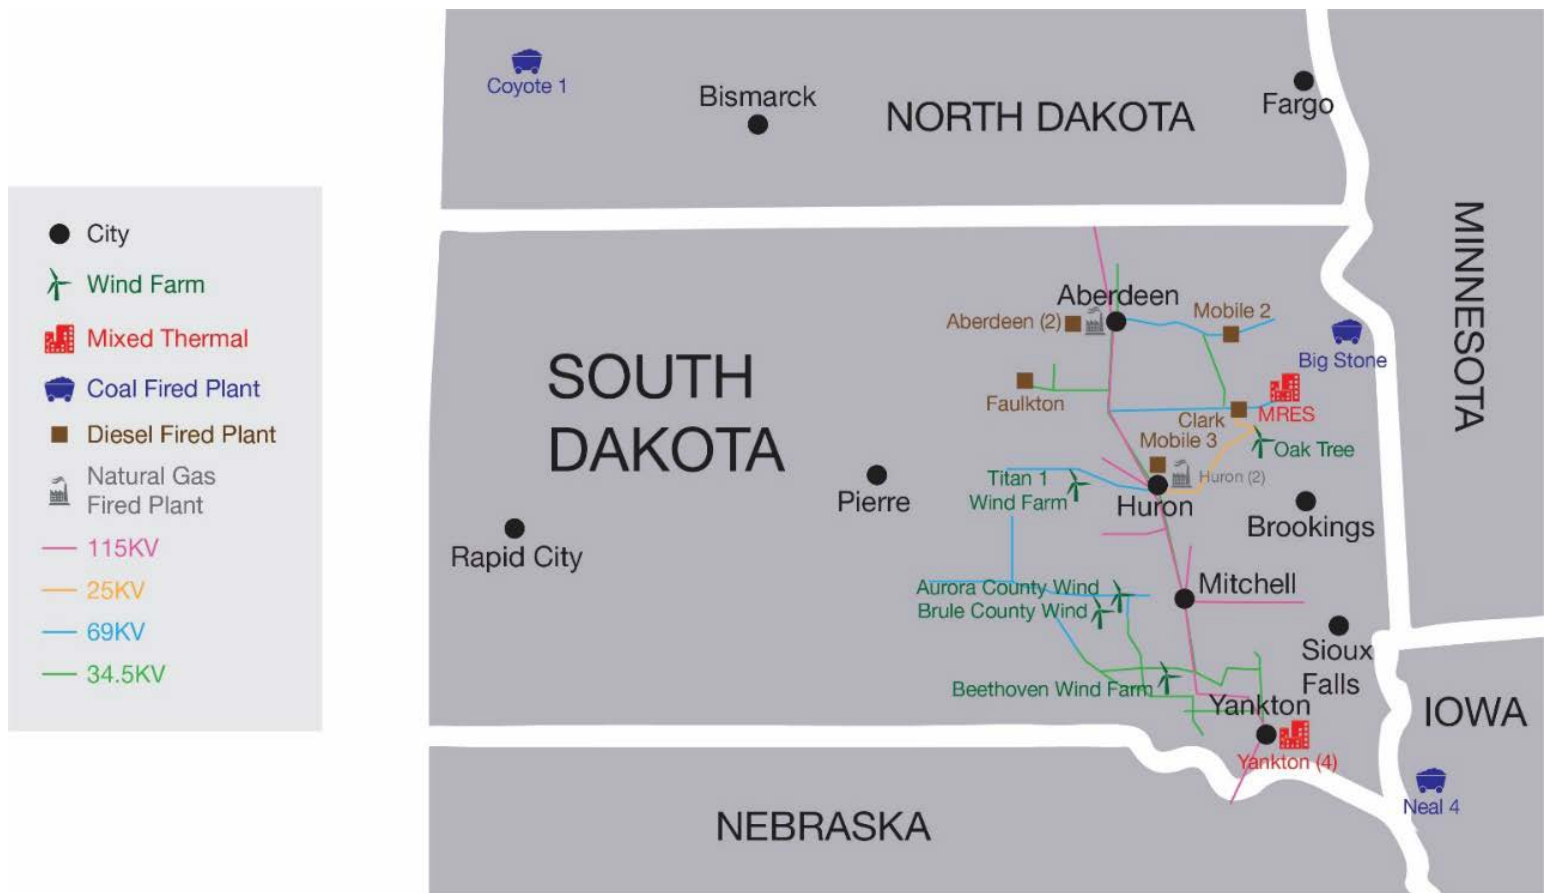 Coyote 1
Bismarck
NORTH DAKOTA
Fargo
City
Wind Farm
Mixed Thermal
Coal Fired Plant
Diesel Fired Plant
Natural Gas
Fired Plant
115KV
25KV
69KV
34.5KV
MINNESOTA
SOUTH
DAKOTA
Aberdeen
Aberdeen (2)
Mobile 2
Big Stone
Faulkton
Clark
MRES
Mobile 3
Oak Tree
Titan 1
Wind Farm
Huron (2)
Huron
Pierre
Brookings
Rapid City
Aurora County Wind
Brule County Wind
Mitchell
Sioux
Falls
Beethoven Wind Farm
Yankton
Yankton (4)
IOWA
Neal 4
NEBRASKA